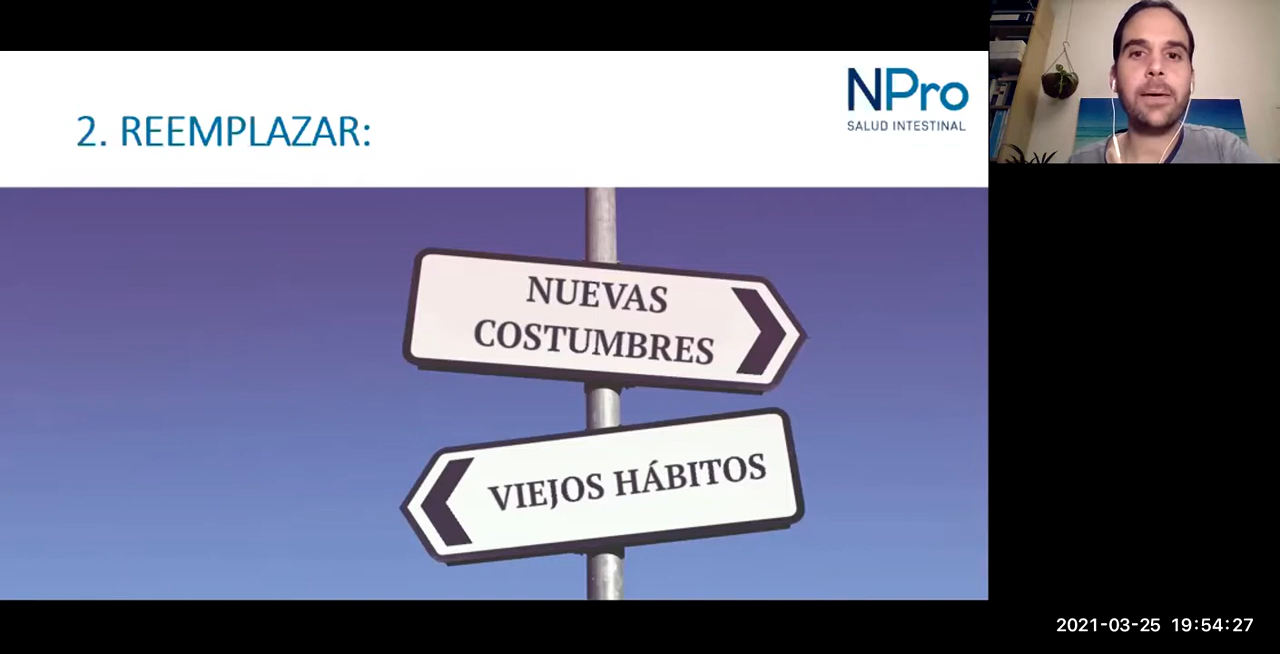 2. REEMPLAZAR:
NPro
SALUD INTESTINAL
NUEVAS
COSTUMBRES
VIEJOS HÁBITOS
2021-03-25 19:54:27